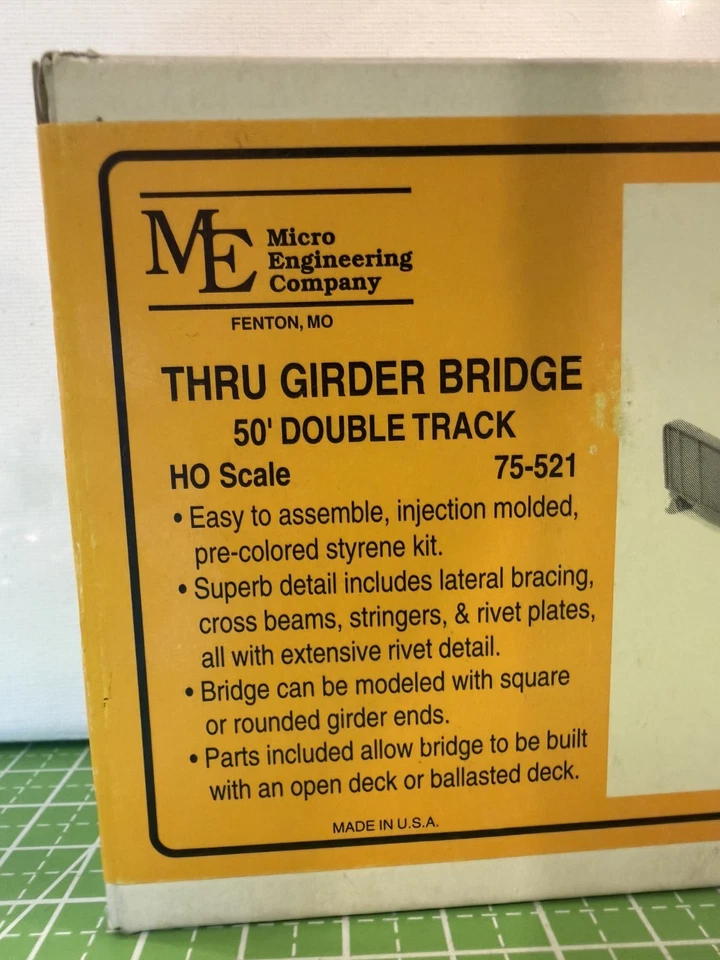 ME
Micro
Engineering
Company
FENTON, MO
THRU GIRDER BRIDGE
50' DOUBLE TRACK
HO Scale 75-521
• Easy to assemble, injection molded,
pre-colored styrene kit.
• Superb detail includes lateral bracing,
cross beams, stringers, & rivet plates,
all with extensive rivet detail.
• Bridge can be modeled with square
or rounded girder ends.
• Parts included allow bridge to be built
with an open deck or ballasted deck.
MADE IN U.S.A.